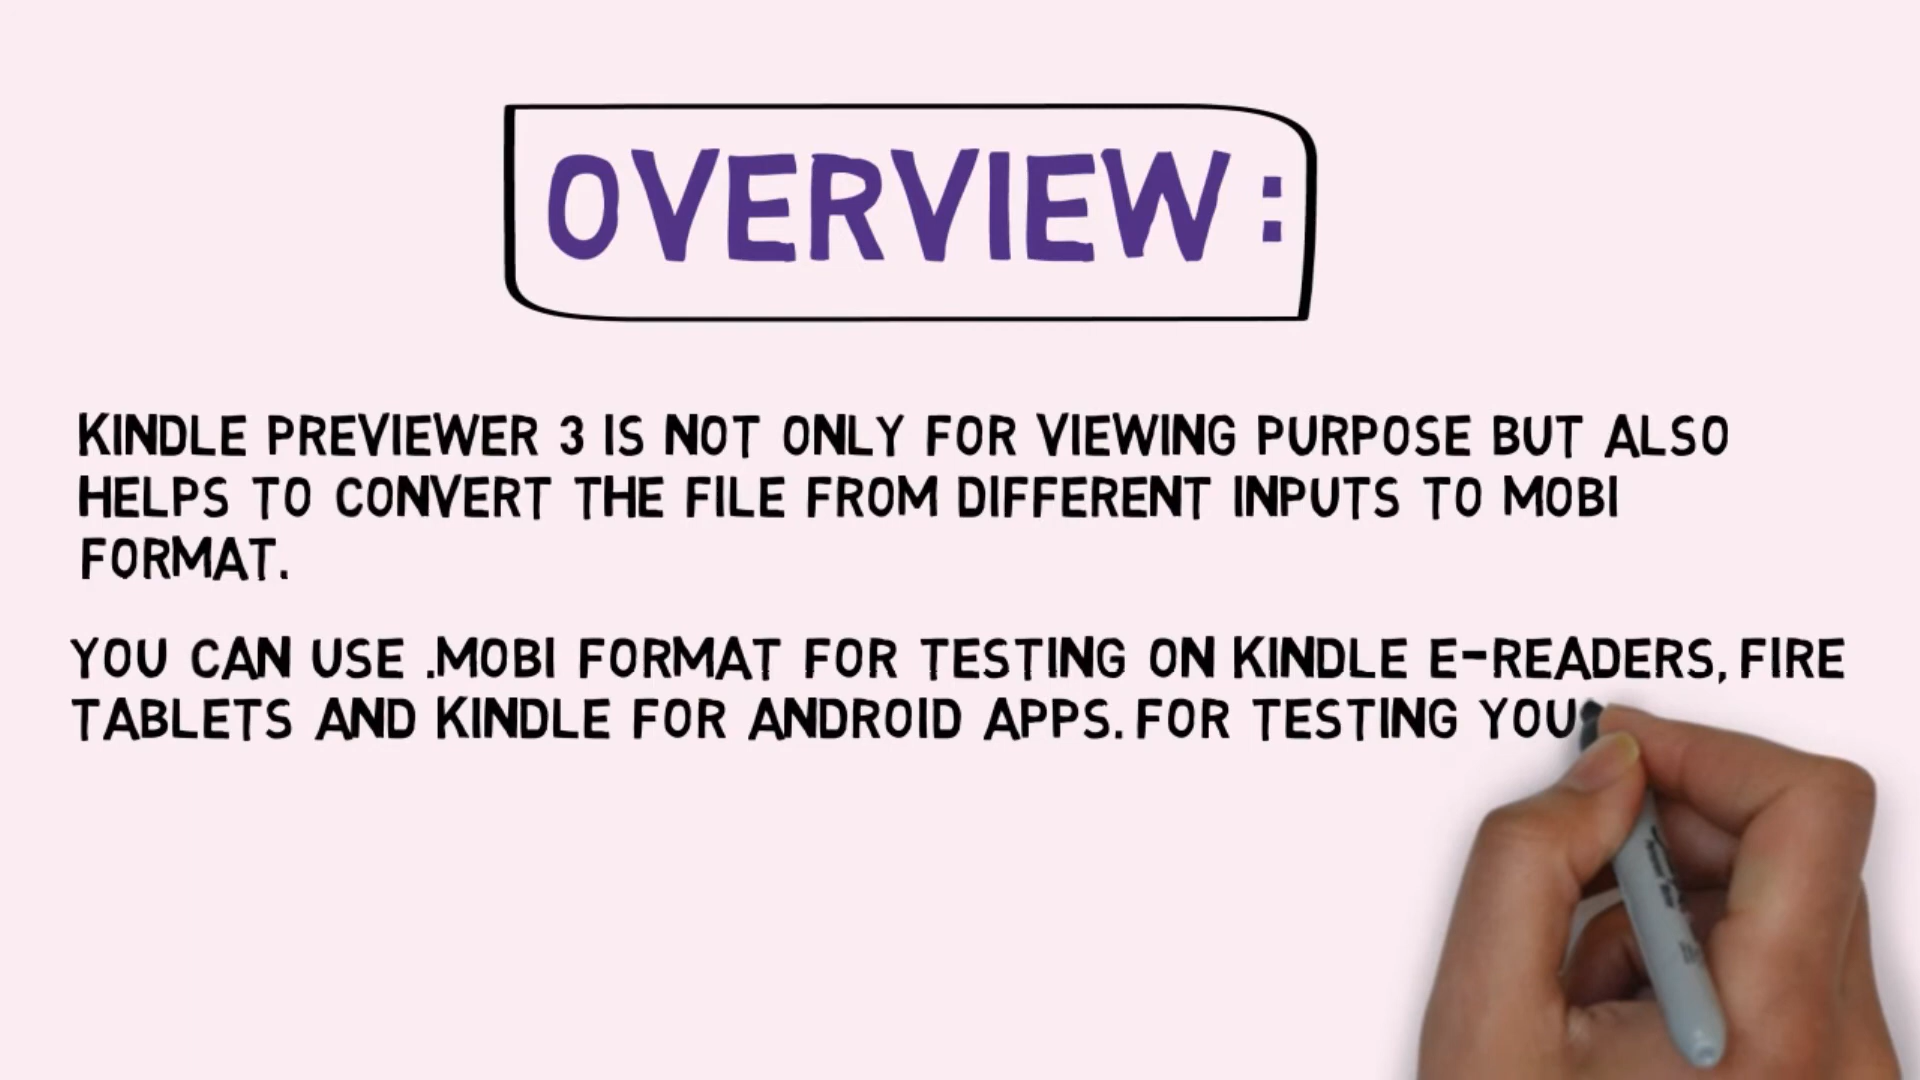 OVERVIEW :
KINDLE PREVIEWER 3 IS NOT ONLY FOR VIEWING PURPOSE BUT ALSO
HELPS TO CONVERT THE FILE FROM DIFFERENT INPUTS TO MOBI
FORMAT.
YOU CAN USE .MOBI FORMAT FOR TESTING ON KINDLE E-READERS, FIRE
TABLETS AND KINDLE FOR ANDROID APPS. FOR TESTING YOU